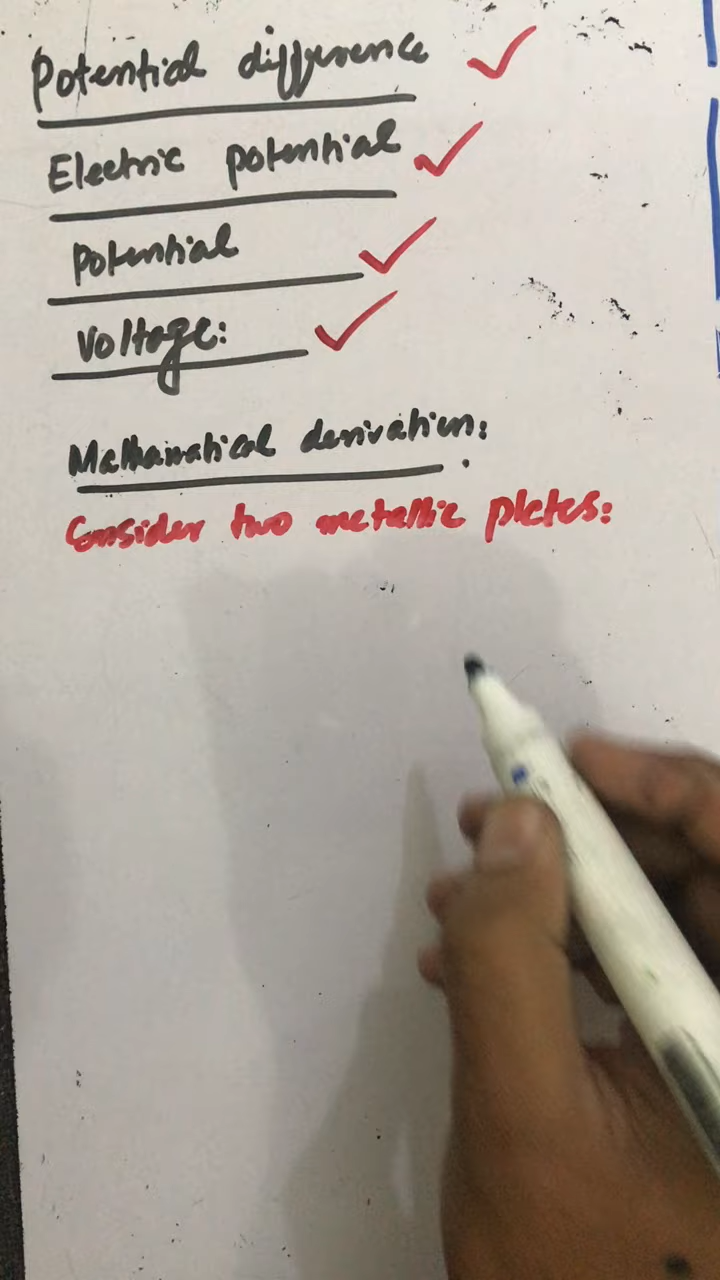 Potential difference
Electric potential
Potential
Voltage:
Mathematical derivation:
Consider two metallic plates: